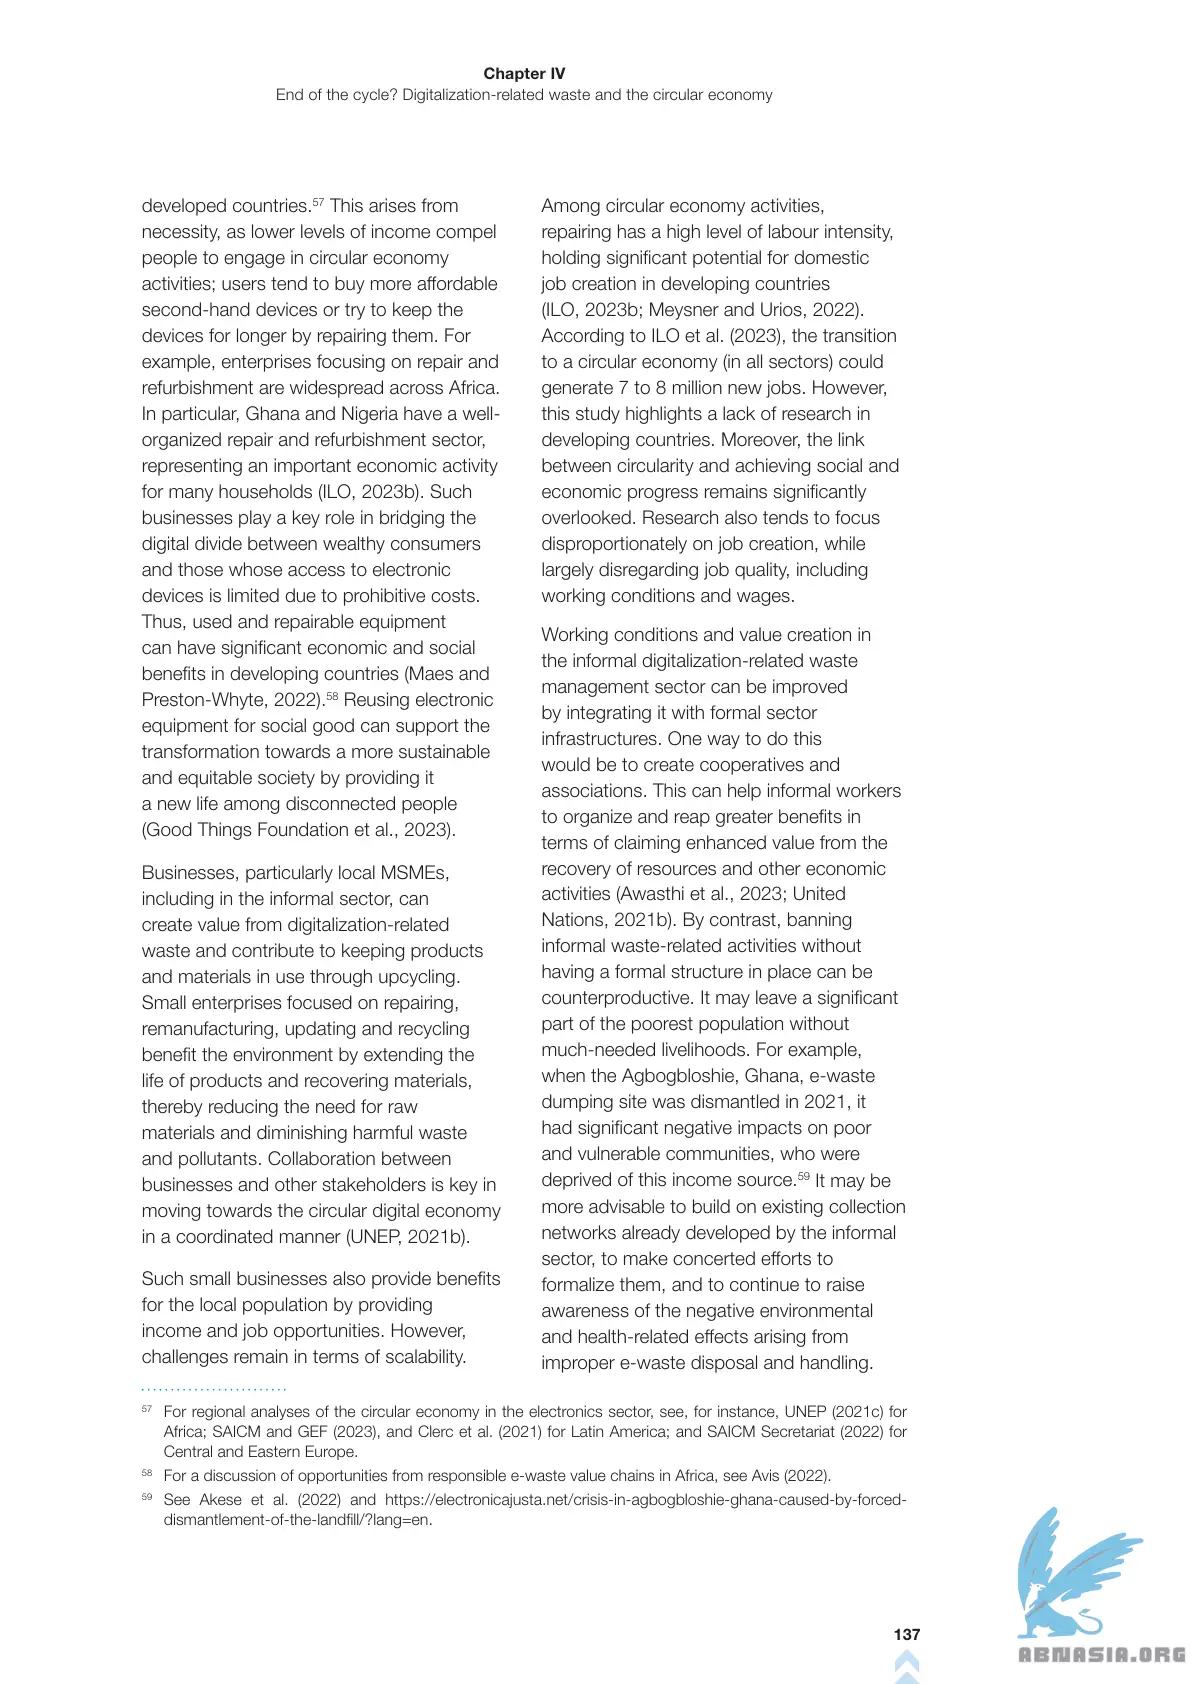 Chapter IV
End of the cycle? Digitalization-related waste and the circular economy
developed countries.57 This arises from
necessity, as lower levels of income compel
people to engage in circular economy
activities; users tend to buy more affordable
second-hand devices or try to keep the
devices for longer by repairing them. For
example, enterprises focusing on repair and
refurbishment are widespread across Africa.
In particular, Ghana and Nigeria have a well-
organized repair and refurbishment sector,
representing an important economic activity
for many households (ILO, 2023b). Such
businesses play a key role in bridging the
digital divide between wealthy consumers
and those whose access to electronic
devices is limited due to prohibitive costs.
Thus, used and repairable equipment
can have significant economic and social
benefits in developing countries (Maes and
Preston-Whyte, 2022).58 Reusing electronic
equipment for social good can support the
transformation towards a more sustainable
and equitable society by providing it
a new life among disconnected people
(Good Things Foundation et al., 2023).
Businesses, particularly local MSMEs,
including in the informal sector, can
create value from digitalization-related
waste and contribute to keeping products
and materials in use through upcycling.
Small enterprises focused on repairing,
remanufacturing, updating and recycling
benefit the environment by extending the
life of products and recovering materials,
thereby reducing the need for raw
materials and diminishing harmful waste
and pollutants. Collaboration between
businesses and other stakeholders is key in
moving towards the circular digital economy
in a coordinated manner (UNEP, 2021b).
Such small businesses also provide benefits
for the local population by providing
income and job opportunities. However,
challenges remain in terms of scalability.
Among circular economy activities,
repairing has a high level of labour intensity,
holding significant potential for domestic
job creation in developing countries
(ILO, 2023b; Meysner and Urios, 2022).
According to ILO et al. (2023), the transition
to a circular economy (in all sectors) could
generate 7 to 8 million new jobs. However,
this study highlights a lack of research in
developing countries. Moreover, the link
between circularity and achieving social and
economic progress remains significantly
overlooked. Research also tends to focus
disproportionately on job creation, while
largely disregarding job quality, including
working conditions and wages.
Working conditions and value creation in
the informal digitalization-related waste
management sector can be improved
by integrating it with formal sector
infrastructures. One way to do this
would be to create cooperatives and
associations. This can help informal workers
to organize and reap greater benefits in
terms of claiming enhanced value from the
recovery of resources and other economic
activities (Awasthi et al., 2023; United
Nations, 2021b). By contrast, banning
informal waste-related activities without
having a formal structure in place can be
counterproductive. It may leave a significant
part of the poorest population without
much-needed livelihoods. For example,
when the Agbogbloshie, Ghana, e-waste
dumping site was dismantled in 2021, it
had significant negative impacts on poor
and vulnerable communities, who were
deprived of this income source.59 It may be
more advisable to build on existing collection
networks already developed by the informal
sector, to make concerted efforts to
formalize them, and to continue to raise
awareness of the negative environmental
and health-related effects arising from
improper e-waste disposal and handling.
57 For regional analyses of the circular economy in the electronics sector, see, for instance, UNEP (2021c) for
Africa; SAICM and GEF (2023), and Clerc et al. (2021) for Latin America; and SAICM Secretariat (2022) for
Central and Eastern Europe.
58 For a discussion of opportunities from responsible e-waste value chains in Africa, see Avis (2022).
59 See Akese et al. (2022) and https://electronicajusta.net/crisis-in-agbogbloshie-ghana-caused-by-forced-
dismantlement-of-the-landfill/?lang=en.
137
ABNASIA.ORG